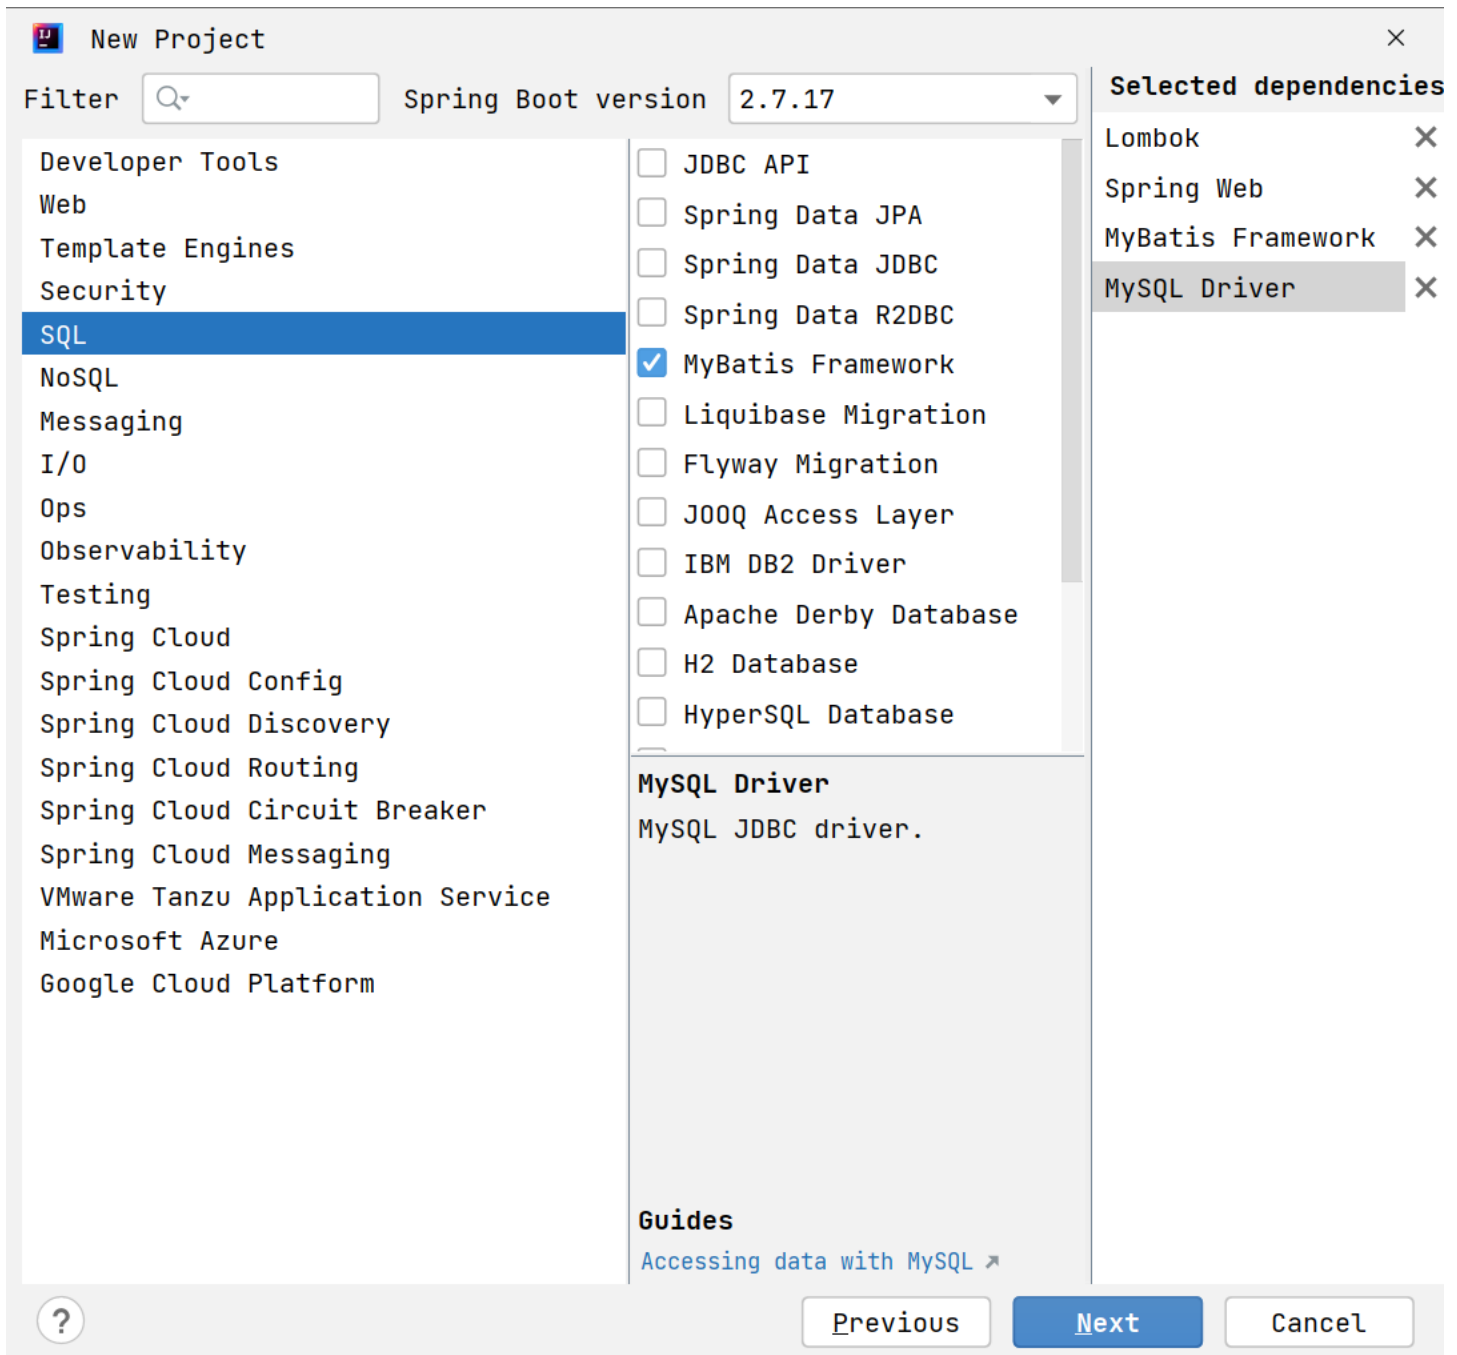 New Project
Filter
Spring Boot version
2.7.17
Developer Tools
Web
Template Engines
Security
SQL
NoSQL
Messaging
I/O
Ops
Observability
Testing
Spring Cloud
Spring Cloud Config
Spring Cloud Discovery
Spring Cloud Routing
Spring Cloud Circuit Breaker
Spring Cloud Messaging
VMware Tanzu Application Service
Microsoft Azure
Google Cloud Platform
JDBC API
Spring Data JPA
Spring Data JDBC
Spring Data R2DBC
MyBatis Framework
Liquibase Migration
Flyway Migration
JOOQ Access Layer
IBM DB2 Driver
Apache Derby Database
H2 Database
HyperSQL Database
MySQL Driver
MySQL JDBC driver.
Guides
Accessing data with MySQL
Selected dependencies
Lombok
Spring Web
MyBatis Framework
MySQL Driver
?
Previous
Next
Cancel